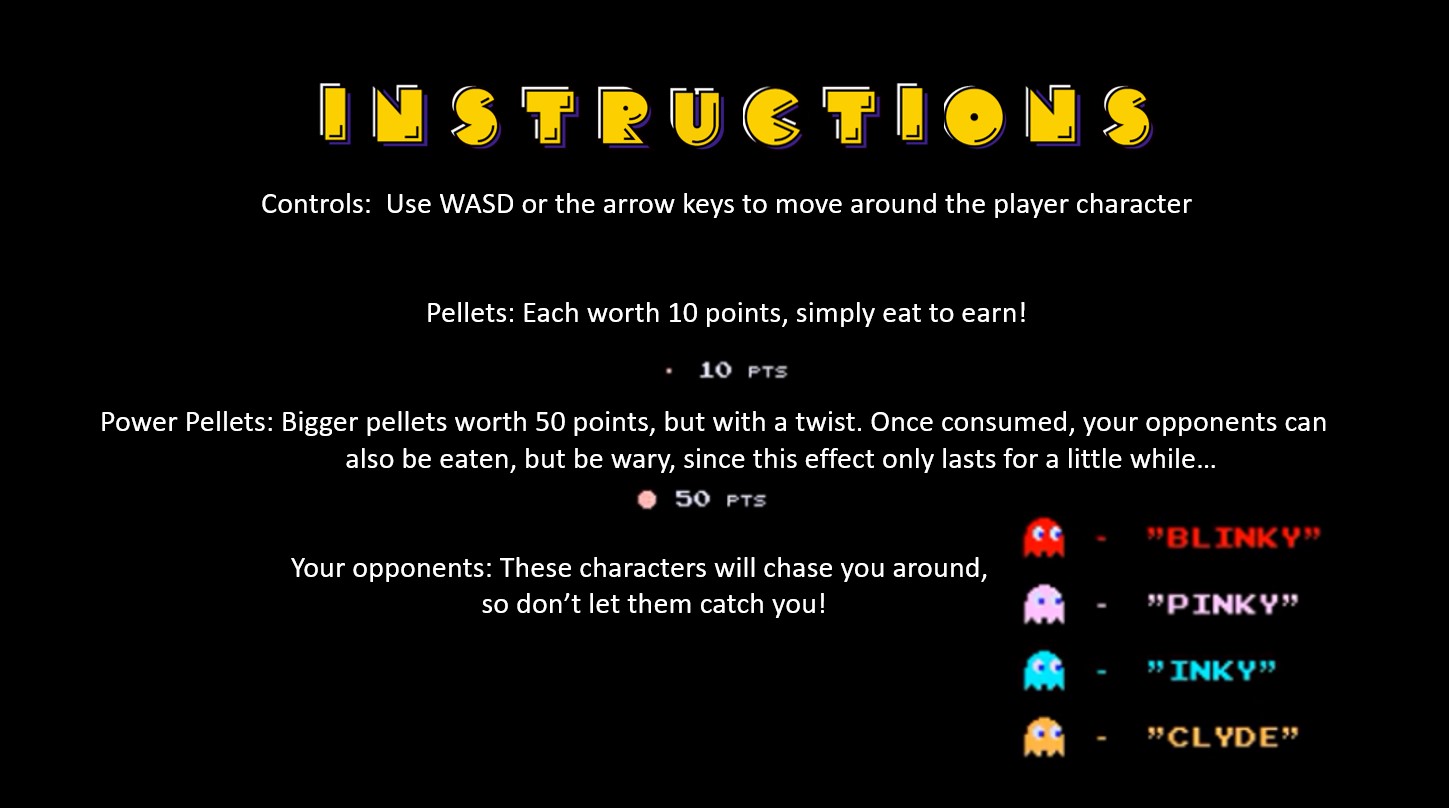 INSTRUCTIONS
Controls:  Use WASD or the arrow keys to move around the player character
Pellets: Each worth 10 points, simply eat to earn!
10 PTS
Power Pellets: Bigger pellets worth 50 points, but with a twist. Once consumed, your opponents can
also be eaten, but be wary, since this effect only lasts for a little while…
50 PTS
Your opponents: These characters will chase you around,
so don’t let them catch you!
- ”BLINKY”
- ”PINKY”
- ”INKY”
- ”CLYDE”